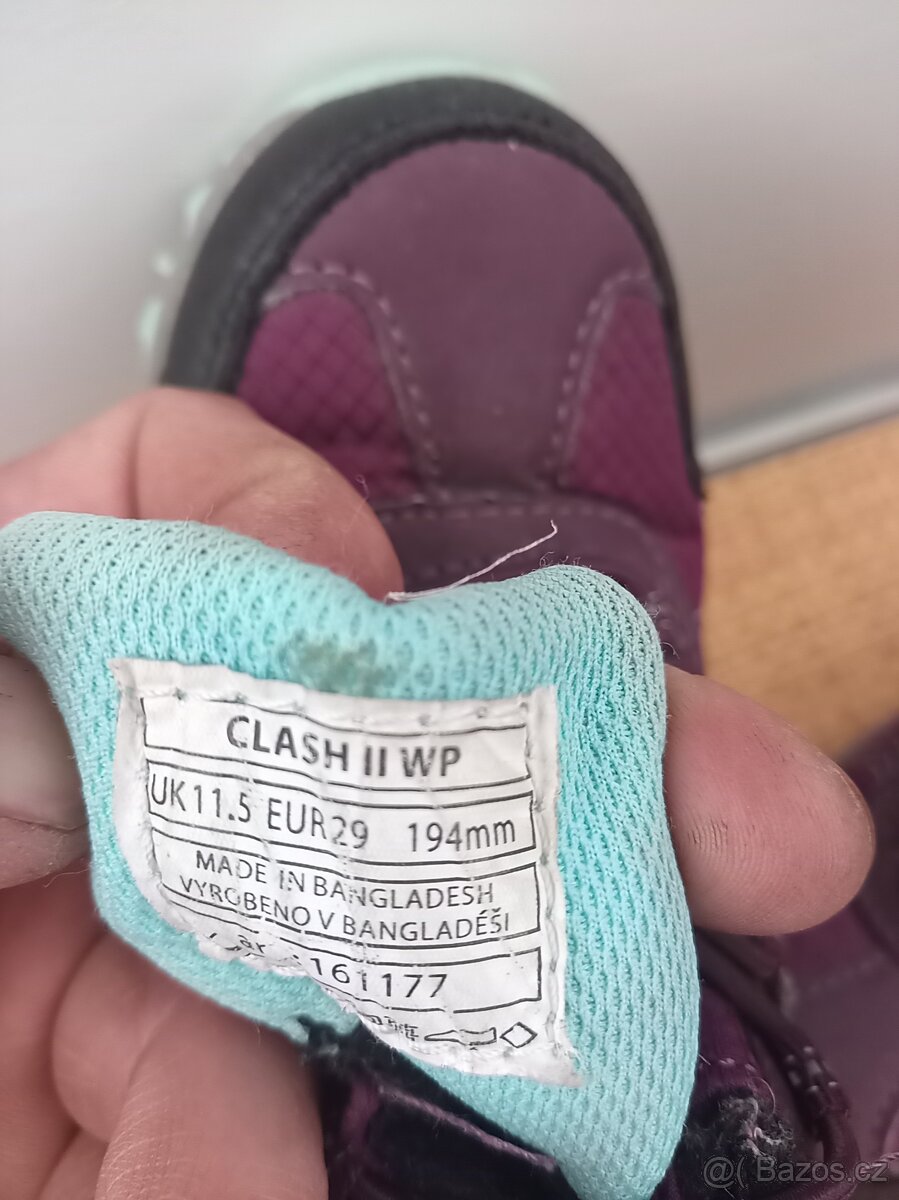 CLASH II WP
UK11.5 EUR29 194mm
MADE IN BANGLADESH
VYROBENO V BANGLADÉŠI
161177
@( Bazos.cz